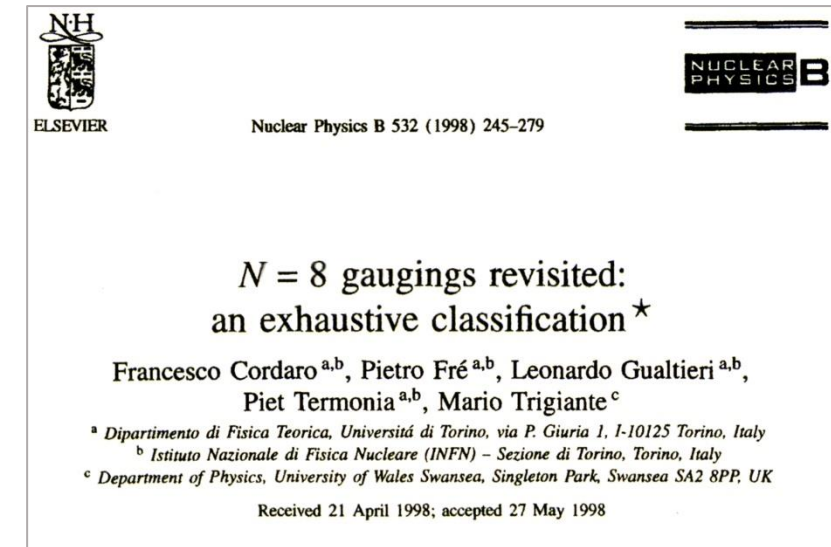 N·H
ELSEVIER
NUCLEAR
PHYSICS B
Nuclear Physics B 532 (1998) 245–279
N = 8 gaugings revisited:
an exhaustive classification ★
Francesco Cordaro a,b, Pietro Fré a,b, Leonardo Gualtieri a,b,
Piet Termonia a,b, Mario Trigiante c
a Dipartimento di Fisica Teorica, Universitá di Torino, via P. Giuria 1, I-10125 Torino, Italy
b Istituto Nazionale di Fisica Nucleare (INFN) – Sezione di Torino, Torino, Italy
c Department of Physics, University of Wales Swansea, Singleton Park, Swansea SA2 8PP, UK
Received 21 April 1998; accepted 27 May 1998